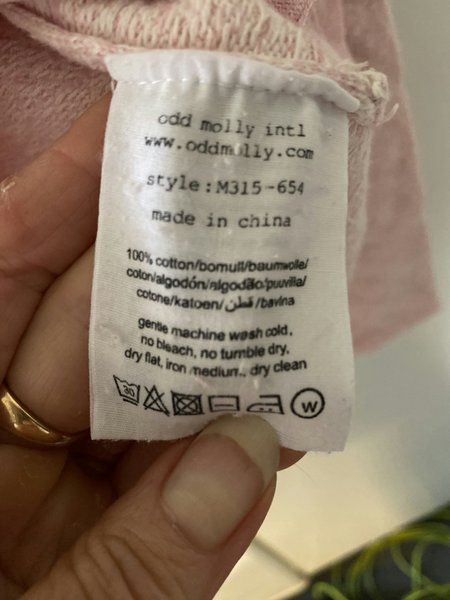 odd molly intl
www.oddmolly.com
style:M315-654
made in china
100% cotton/bomull/baumwolle/
coton/algodón/algodão/puuvilla/
cotone/katoen/قطن/bavlna
gentle machine wash cold,
no bleach, no tumble dry,
dry flat, iron medium, dry clean
30 W